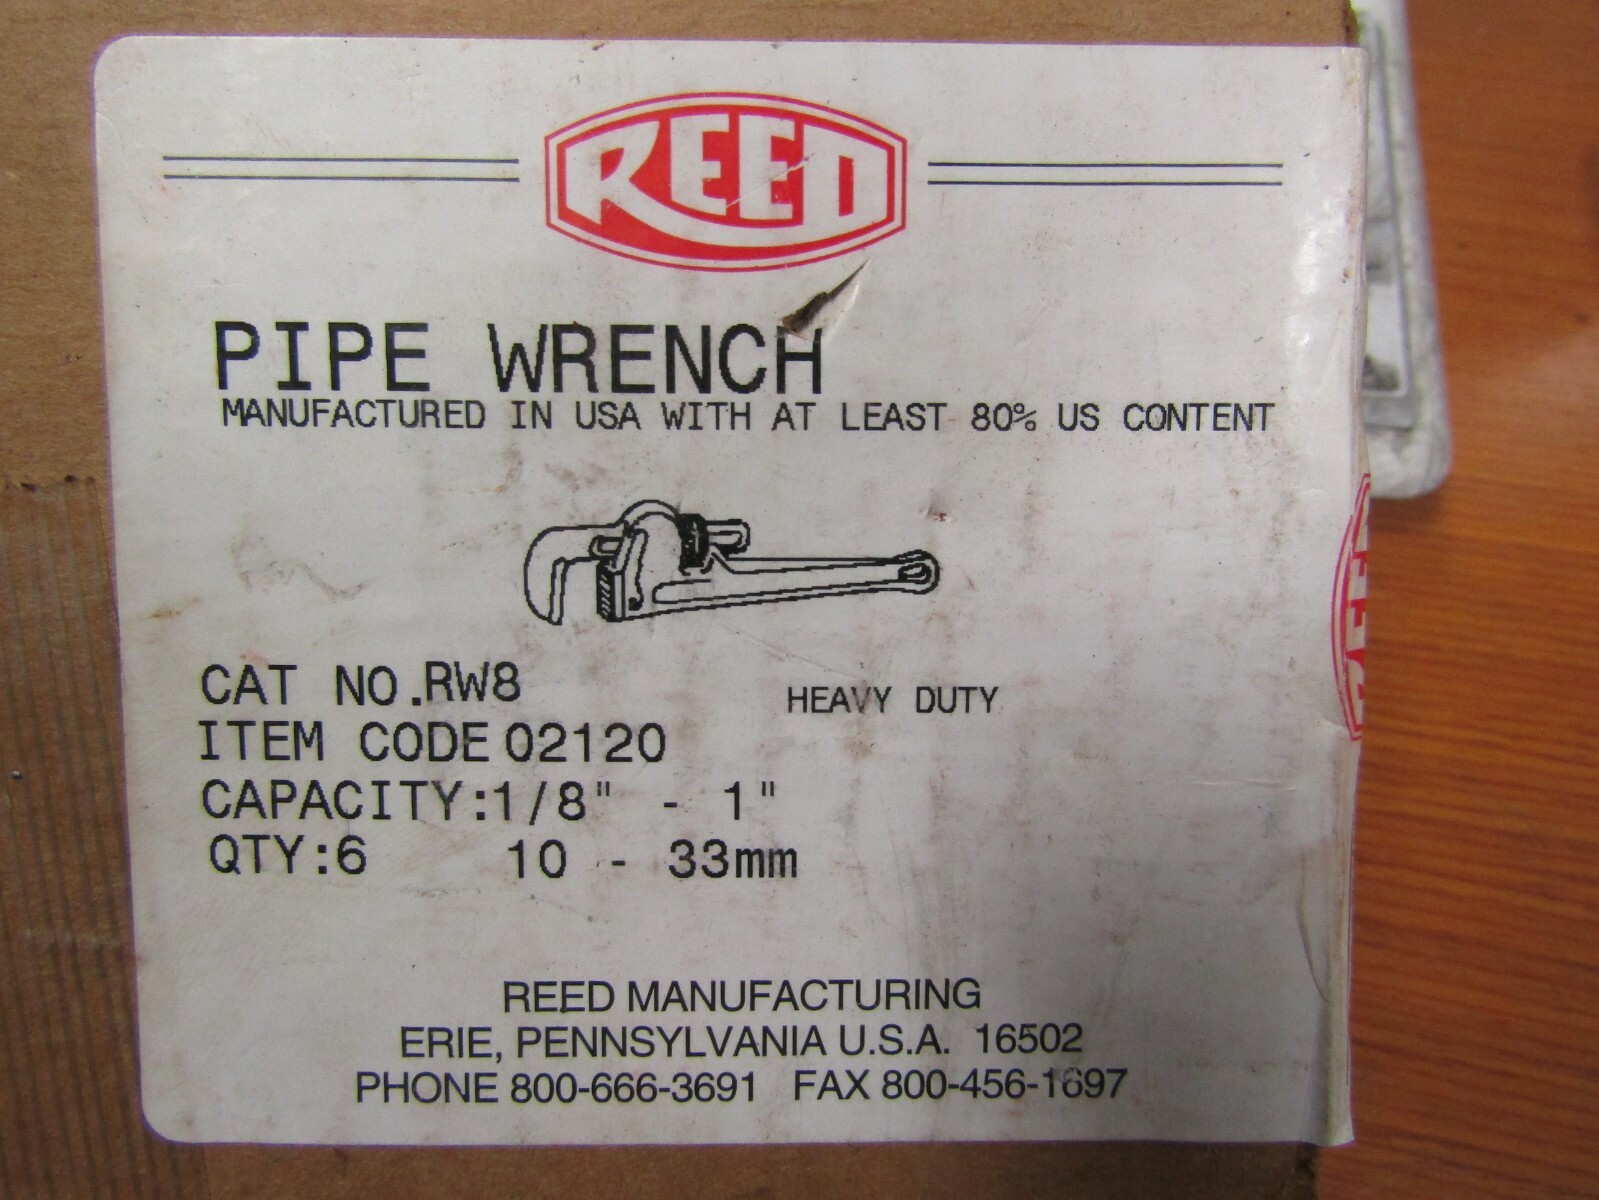 REED
PIPE WRENCH
MANUFACTURED IN USA WITH AT LEAST 80% US CONTENT
CAT NO.RW8 HEAVY DUTY
ITEM CODE 02120
CAPACITY:1/8" - 1"
QTY:6 10 - 33mm
REED MANUFACTURING
ERIE, PENNSYLVANIA U.S.A. 16502
PHONE 800-666-3691 FAX 800-456-1697
REED